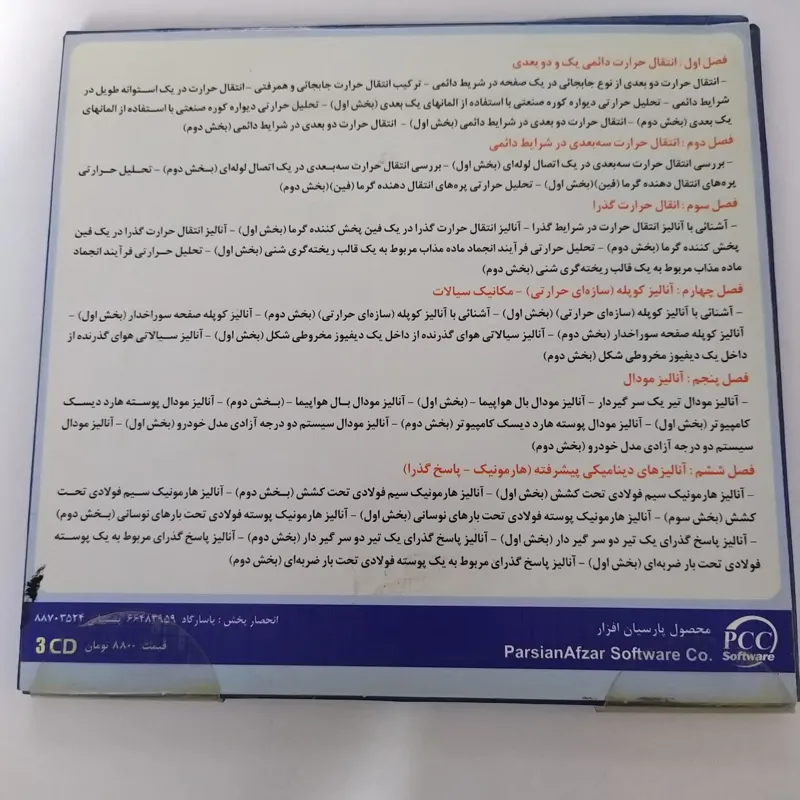 فصل اول : انتقال حرارت دائمی یک و دو بعدی
- انتقال حرارت دو بعدی از نوع جابجائی در یک صفحه در شریط دائمی - ترکیب انتقال حرارت جابجائی و همرفتی - انتقال حرارت در یک استوانه طویل در
شرایط دائمی - تحلیل حرارتی دیواره کوره صنعتی با استفاده از المانهای یک بعدی (بخش اول) - تحلیل حرارتی دیواره کوره صنعتی با استفاده از المانهای
یک بعدی (بخش دوم) - انتقال حرارت دو بعدی در شرایط دائمی (بخش اول) - انتقال حرارت دو بعدی در شرایط دائمی (بخش دوم)
فصل دوم : انتقال حرارت سه‌بعدی در شرایط دائمی
- بررسی انتقال حرارت سه‌بعدی در یک اتصال لوله‌ای (بخش اول) - بررسی انتقال حرارت سه‌بعدی در یک اتصال لوله‌ای (بخش دوم) - تحلیل حرارتی
پره‌های انتقال دهنده گرما (فین)(بخش اول) - تحلیل حرارتی پره‌های انتقال دهنده گرما (فین)(بخش دوم)
فصل سوم : انقال حرارت گذرا
- آشنائی با آنالیز انتقال حرارت در شرایط گذرا - آنالیز انتقال حرارت گذرا در یک فین پخش کننده گرما (بخش اول) - آنالیز انتقال حرارت گذرا در یک فین
پخش کننده گرما (بخش دوم) - تحلیل حرارتی فرآیند انجماد ماده مذاب مربوط به یک قالب ریخته‌گری شنی (بخش اول) - تحلیل حرارتی فرآیند انجماد
ماده مذاب مربوط به یک قالب ریخته‌گری شنی (بخش دوم)
فصل چهارم : آنالیز کوپله (سازه‌ای حرارتی) - مکانیک سیالات
- آشنائی با آنالیز کوپله (سازه‌ای حرارتی) (بخش اول) - آشنائی با آنالیز کوپله (سازه‌ای حرارتی) (بخش دوم) - آنالیز کوپله صفحه سوراخدار (بخش اول) -
آنالیز کوپله صفحه سوراخدار (بخش دوم) - آنالیز سیالاتی هوای گذرنده از داخل یک دیفیوز مخروطی شکل (بخش اول) - آنالیز سیالاتی هوای گذرنده از
داخل یک دیفیوز مخروطی شکل (بخش دوم)
فصل پنجم : آنالیز مودال
- آنالیز مودال تیر یک سر گیردار - آنالیز مودال بال هواپیما - (بخش اول) - آنالیز مودال بال هواپیما - (بخش دوم) - آنالیز مودال پوسته هارد دیسک
کامپیوتر (بخش اول) - آنالیز مودال پوسته هارد دیسک کامپیوتر (بخش دوم) - آنالیز مودال سیستم دو درجه آزادی مدل خودرو (بخش اول) - آنالیز مودال
سیستم دو درجه آزادی مدل خودرو (بخش دوم)
فصل ششم : آنالیزهای دینامیکی پیشرفته (هارمونیک - پاسخ گذرا)
- آنالیز هارمونیک سیم فولادی تحت کشش (بخش اول) - آنالیز هارمونیک سیم فولادی تحت کشش (بخش دوم) - آنالیز هارمونیک سیم فولادی تحت
کشش (بخش سوم) - آنالیز هارمونیک پوسته فولادی تحت بارهای نوسانی (بخش اول) - آنالیز هارمونیک پوسته فولادی تحت بارهای نوسانی (بخش دوم)
- آنالیز پاسخ گذرای یک تیر دو سر گیر دار (بخش اول) - آنالیز پاسخ گذرای یک تیر دو سر گیر دار (بخش دوم) - آنالیز پاسخ گذرای مربوط به یک پوسته
فولادی تحت بار ضربه‌ای (بخش اول) - آنالیز پاسخ گذرای مربوط به یک پوسته فولادی تحت بار ضربه‌ای (بخش دوم)
محصول پارسیان افزار
ParsianAfzar Software Co.
PCC
Software
انحصار پخش : پاسارگاد ۶۶۴۸۳۹۵۹ پشتیبانی ۸۸۷۰۳۵۲۴
قیمت ۸۸۰۰ تومان
3 CD